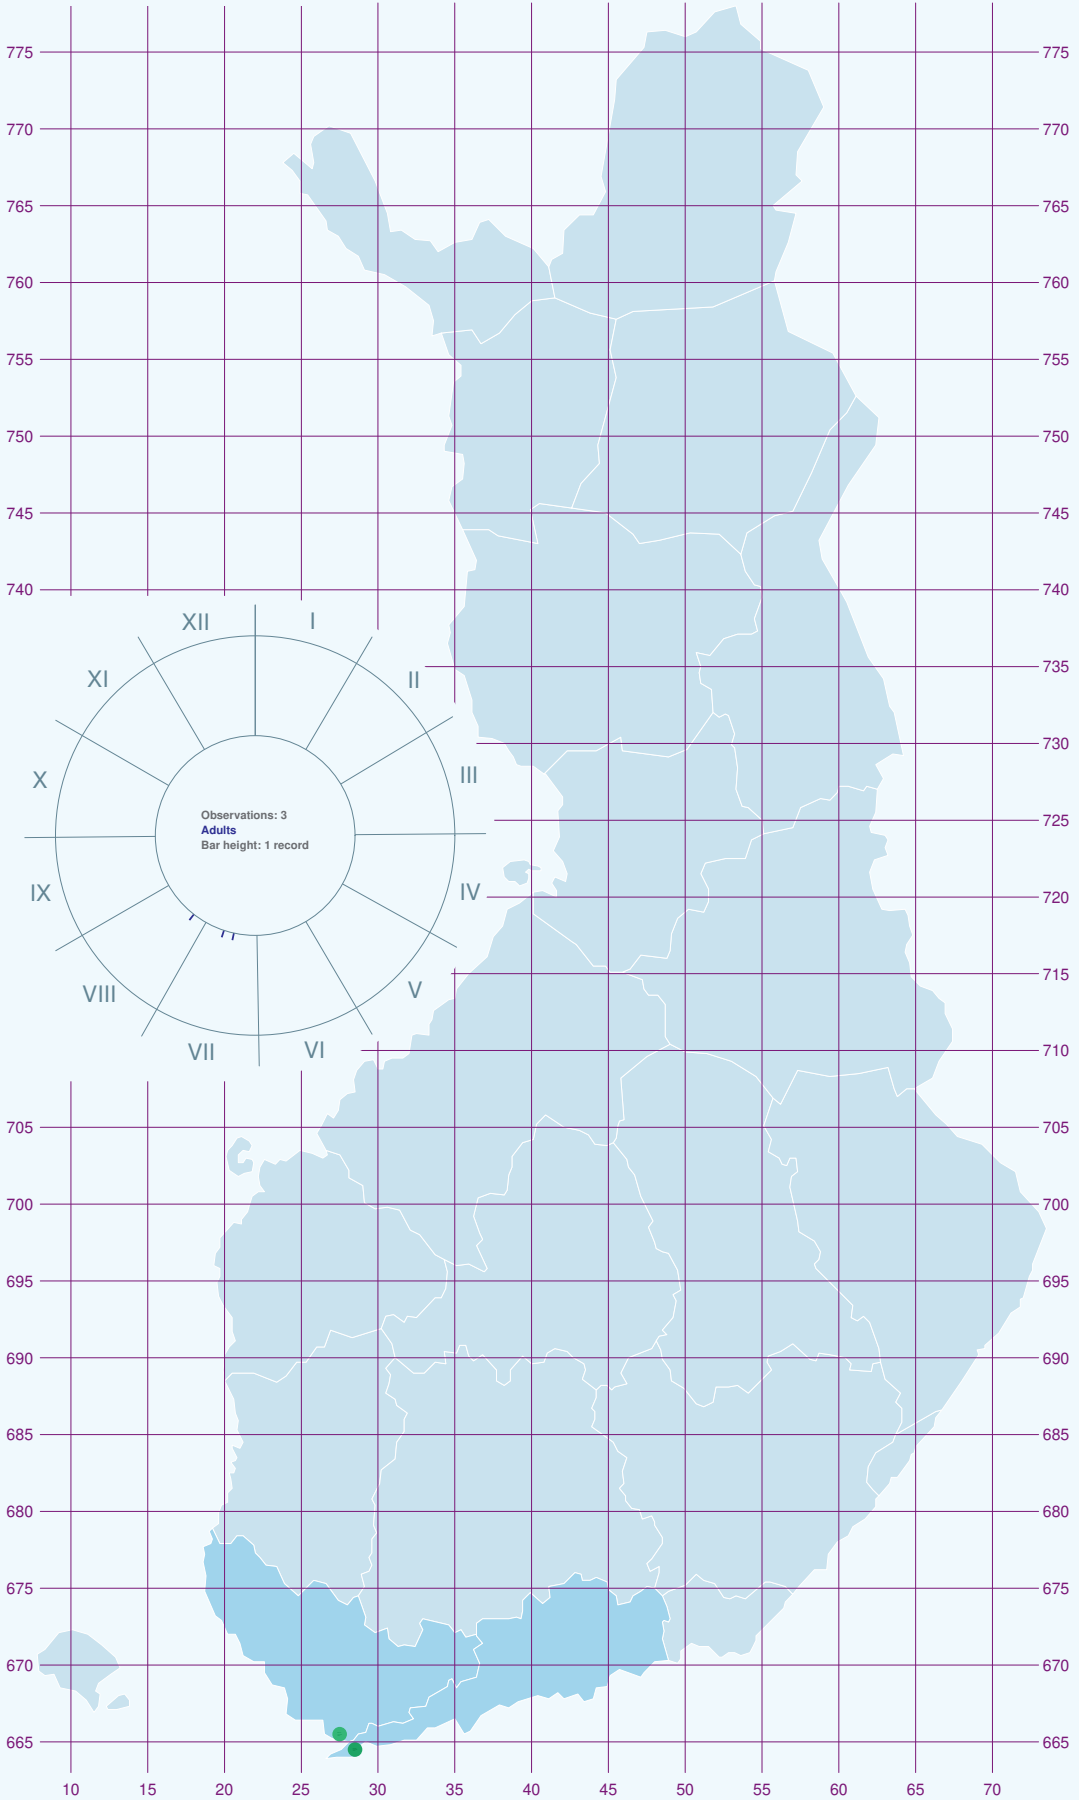 775 775
770 770
765 765
760 760
755 755
750 750
745 745
740 740
XII I
735
XI II
730
X III
Observations: 3
Adults
Bar height: 1 record
725
IX IV
720
715
VIII V
VII VI
710
705 705
700 700
695 695
690 690
685 685
680 680
675 675
670 670
665 665
10 15 20 25 30 35 40 45 50 55 60 65 70